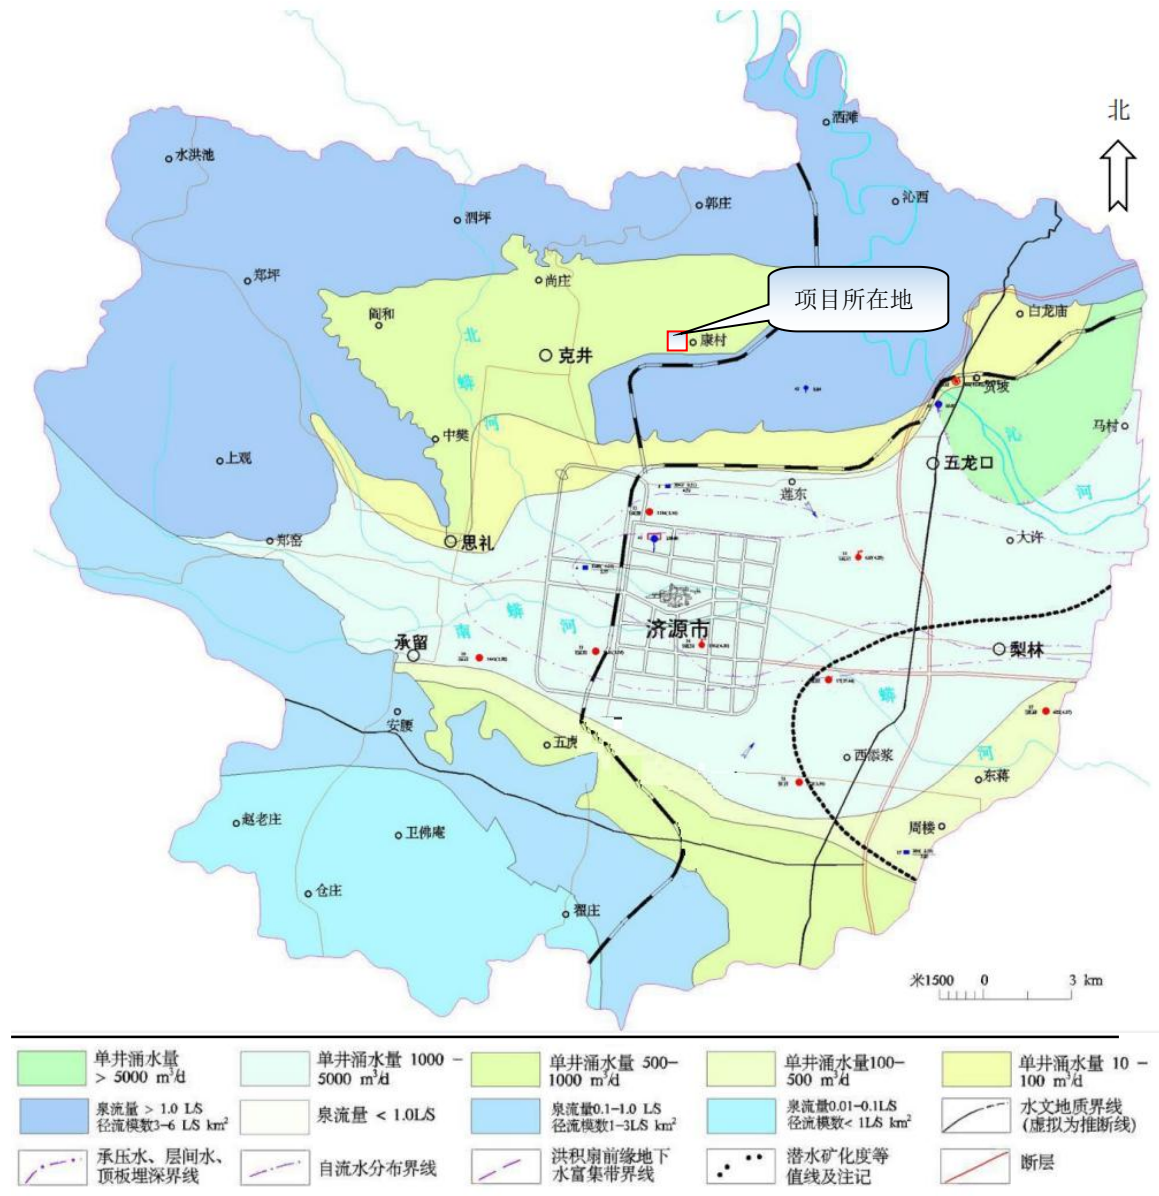 北
洒滩
水洪池
沁西
郭庄
泗坪
郑坪
尚庄
项目所在地
白龙庙
阎和
北
康村
克井
蟒
河
马村
中樊
沁
上观
五龙口
河
莲东
郑窑
思礼
大许
南
蟒
河
济源市
承留
梨林
蟒
安腰
五虎
河
西添浆
东蒋
赵老庄
卫佛庵
周楼
仓庄
翟庄
米1500 0 3 km
单井涌水量
> 5000 m³/d
单井涌水量 1000 –
5000 m³/d
单井涌水量 500–
1000 m³/d
单井涌水量100–
500 m³/d
单井涌水量 10 –
100 m³/d
泉流量 > 1.0 L/S
径流模数3–6 L/S km²
泉流量 < 1.0L/S
泉流量0.1–1.0 L/S
径流模数1–3L/S km²
泉流量0.01–0.1L/S
径流模数< 1L/S km²
水文地质界线
(虚拟为推断线)
承压水、层间水、
顶板埋深界线
自流水分布界线
洪积扇前缘地下
水富集带界线
潜水矿化度等
值线及注记
断层